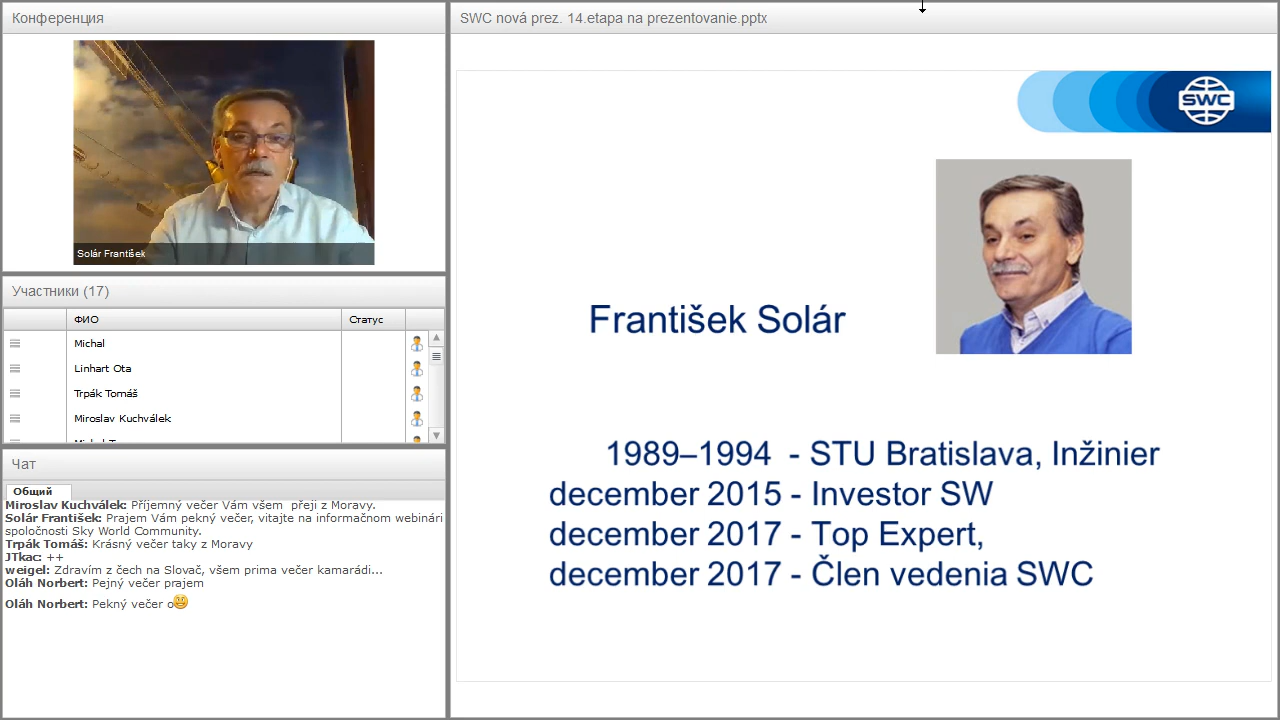 Конференция
Solár František
Участники (17)
ФИО Статус
Michal
Linhart Ota
Trpák Tomáš
Miroslav Kuchválek
Чат
Общий
Miroslav Kuchválek: Příjemný večer Vám všem přeji z Moravy.
Solár František: Prajem Vám pekný večer, vitajte na informačnom webinári
spoločnosti Sky World Community.
Trpák Tomáš: Krásný večer taky z Moravy
JTkac: ++
weigel: Zdravím z čech na Slovač, všem prima večer kamarádi...
Oláh Norbert: Pejný večer prajem
Oláh Norbert: Pekný večer o
SWC nová prez. 14.etapa na prezentovanie.pptx
SWC
František Solár
1989–1994 - STU Bratislava, Inžinier
december 2015 - Investor SW
december 2017 - Top Expert,
december 2017 - Člen vedenia SWC